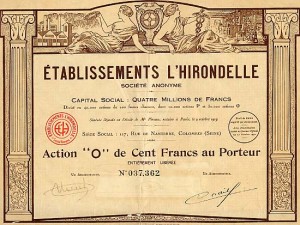 ÉTABLISSEMENTS L'HIRONDELLE
SOCIÉTÉ ANONYME
CAPITAL SOCIAL : QUATRE MILLIONS DE FRANCS
SIÈGE SOCIAL : 117, RUE DE NANTERRE, COLOMBES (SEINE)
Action "O" de Cent Francs au Porteur
ENTIÈREMENT LIBÉRÉE
N° 037,362